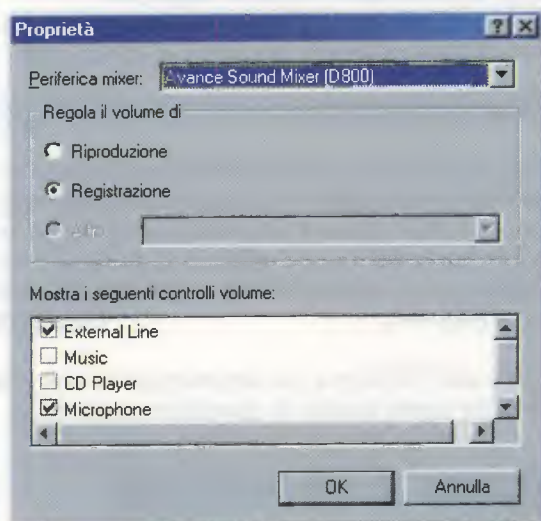 Proprietà
Periferica mixer: Avance Sound Mixer (D800)
Regola il volume di
Riproduzione
Registrazione
Altro
Mostra i seguenti controlli volume:
External Line
Music
CD Player
Microphone
OK Annulla